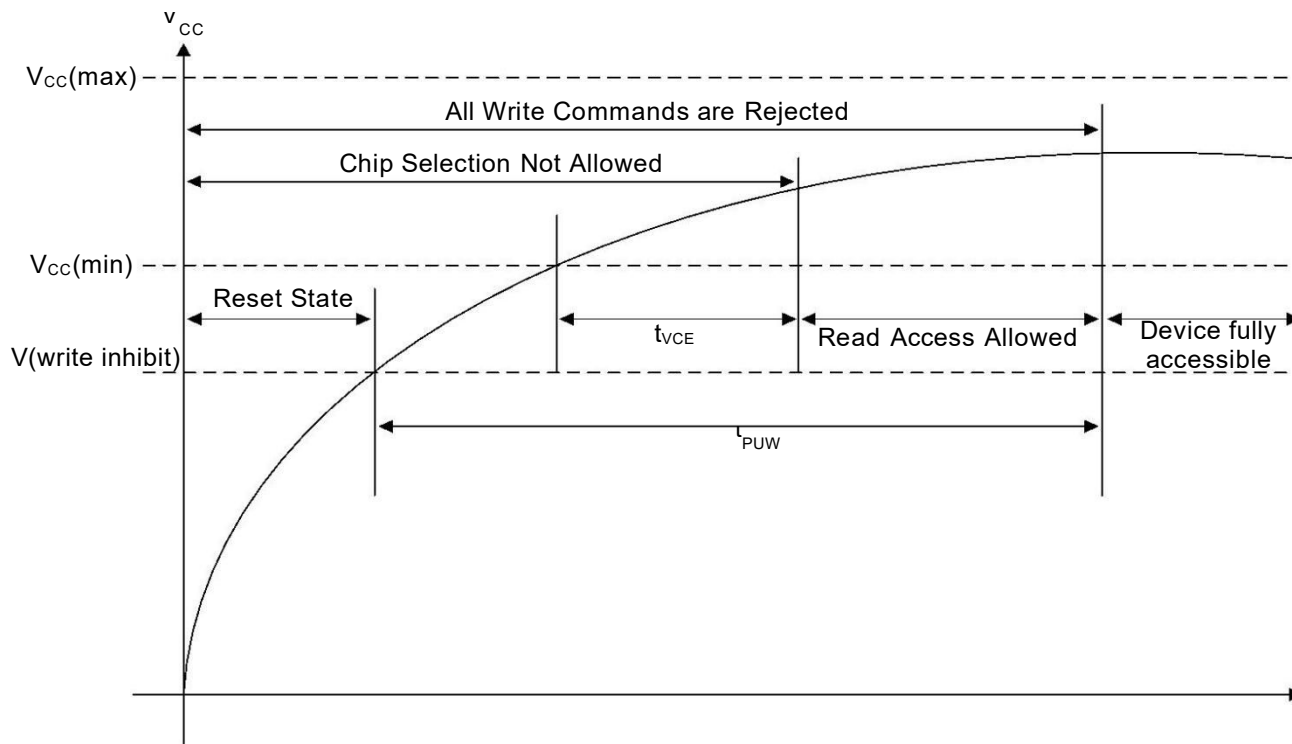 VCC
VCC(max)
All Write Commands are Rejected
Chip Selection Not Allowed
VCC(min)
Reset State
tVCE
Read Access Allowed
Device fully
accessible
V(write inhibit)
tPUW